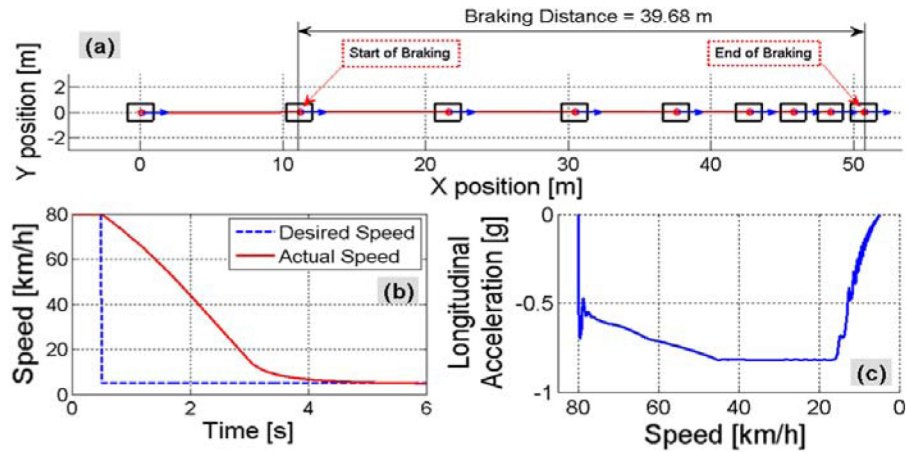 Braking Distance = 39.68 m
(a)
Start of Braking
End of Braking
Y position [m]
2
0
-2
0
10
20
30
40
50
X position [m]
Speed [km/h]
80
60
40
20
0
Desired Speed
Actual Speed
(b)
0
2
4
6
Time [s]
Longitudinal
Acceleration [g]
0
-0.5
-1
(c)
80
60
40
20
0
Speed [km/h]